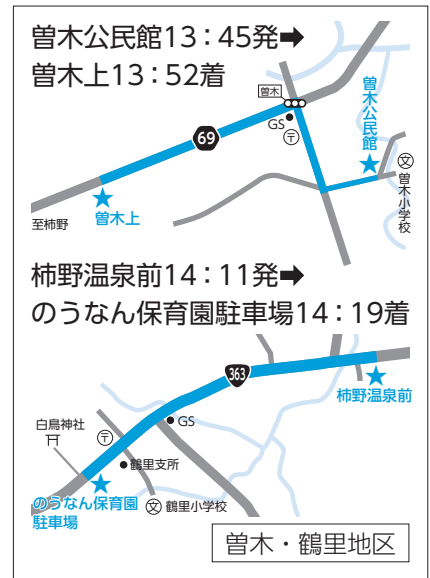 曽木公民館13：45発➡
曽木上13：52着
曽木
GS
〒
69
曽木公民館
文
曽木小学校
曽木上
至柿野
柿野温泉前14：11発➡
のうなん保育園駐車場14：19着
363
柿野温泉前
白鳥神社
〒
GS
鶴里支所
のうなん保育園
駐車場
文 鶴里小学校
曽木・鶴里地区